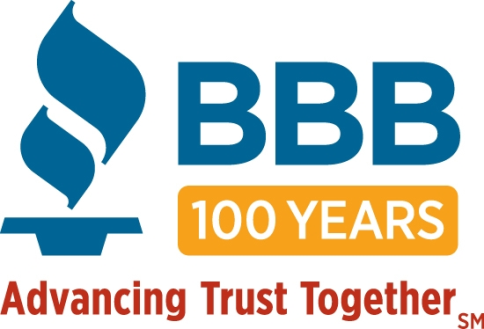 BBB
100 YEARS
Advancing Trust Together SM